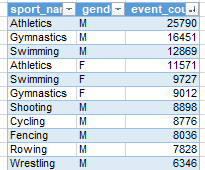 sport_na gend event_cou
Athletics M 25790
Gymnastics M 16451
Swimming M 12869
Athletics F 11571
Swimming F 9727
Gymnastics F 9012
Shooting M 8898
Cycling M 8776
Fencing M 8036
Rowing M 7828
Wrestling M 6346